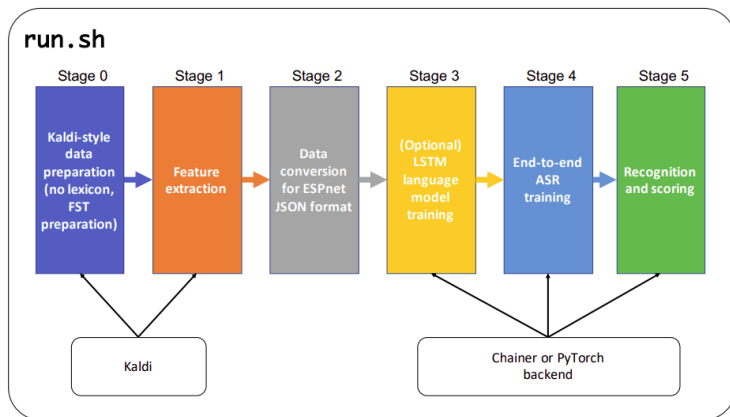 run.sh
Stage 0
Stage 1
Stage 2
Stage 3
Stage 4
Stage 5
Kaldi-style
data
preparation
(no lexicon,
FST
preparation)
Feature
extraction
Data
conversion
for ESPnet
JSON format
(Optional)
LSTM
language
model
training
End-to-end
ASR
training
Recognition
and scoring
Kaldi
Chainer or PyTorch
backend